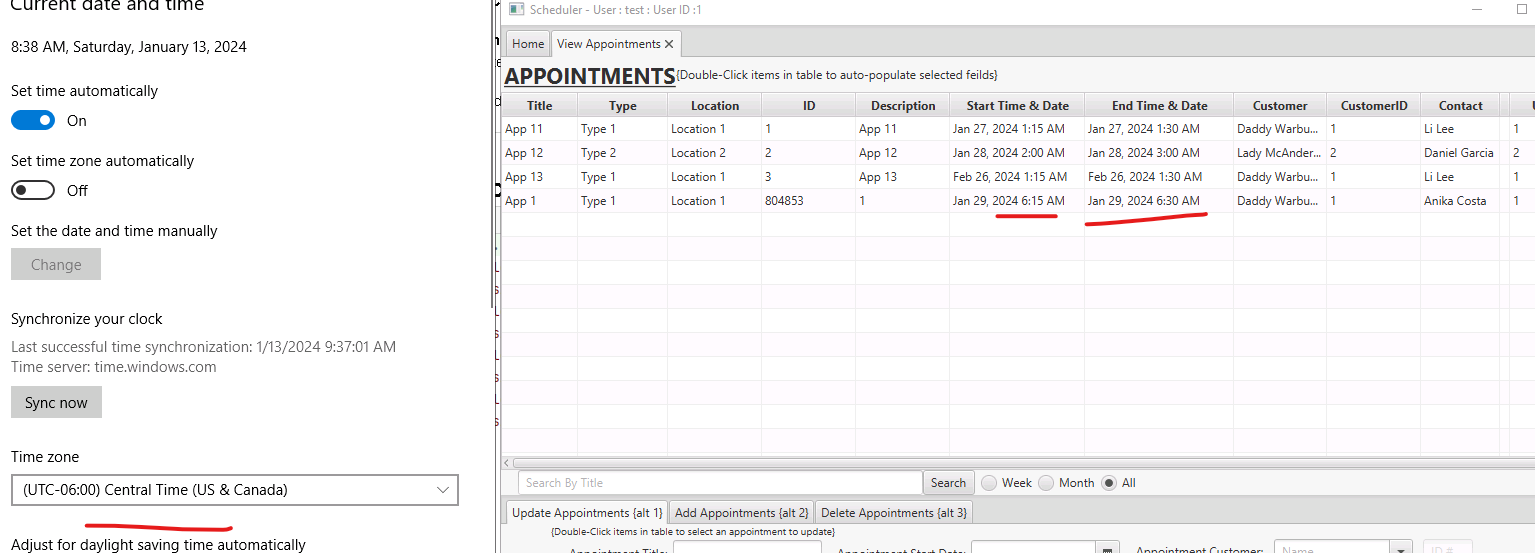 Current date and time
8:38 AM, Saturday, January 13, 2024
Set time automatically
On
Set time zone automatically
Off
Set the date and time manually
Change
Synchronize your clock
Last successful time synchronization: 1/13/2024 9:37:01 AM
Time server: time.windows.com
Sync now
Time zone
(UTC-06:00) Central Time (US & Canada)
Adjust for daylight saving time automatically
Scheduler - User : test : User ID :1
Home View Appointments
APPOINTMENTS {Double-Click items in table to auto-populate selected feilds}
Title Type Location ID Description Start Time & Date End Time & Date Customer CustomerID Contact
App 11 Type 1 Location 1 1 App 11 Jan 27, 2024 1:15 AM Jan 27, 2024 1:30 AM Daddy Warbu... 1 Li Lee 1
App 12 Type 2 Location 2 2 App 12 Jan 28, 2024 2:00 AM Jan 28, 2024 3:00 AM Lady McAnder... 2 Daniel Garcia 2
App 13 Type 1 Location 1 3 App 13 Feb 26, 2024 1:15 AM Feb 26, 2024 1:30 AM Daddy Warbu... 1 Li Lee 1
App 1 Type 1 Location 1 804853 1 Jan 29, 2024 6:15 AM Jan 29, 2024 6:30 AM Daddy Warbu... 1 Anika Costa 1
Search By Title Search Week Month All
Update Appointments {alt 1} Add Appointments {alt 2} Delete Appointments {alt 3}
{Double-Click items in table to select an appointment to update}
Appointment Title: Appointment Start Date: Appointment Customer: Name ID #